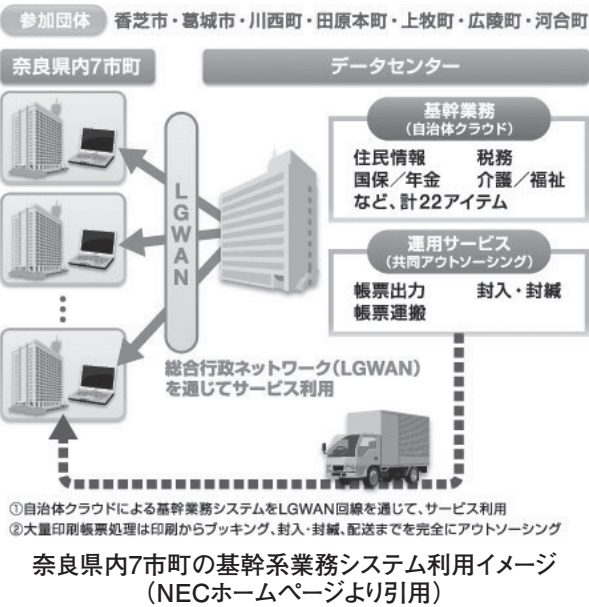 参加団体 香芝市・葛城市・川西町・田原本町・上牧町・広陵町・河合町
奈良県内7市町
データセンター
LGWAN
基幹業務
(自治体クラウド)
住民情報 税務
国保／年金 介護／福祉
など、計22アイテム
運用サービス
(共同アウトソーシング)
帳票出力 封入・封緘
帳票運搬
総合行政ネットワーク(LGWAN)
を通じてサービス利用
①自治体クラウドによる基幹業務システムをLGWAN回線を通じて、サービス利用
②大量印刷帳票処理は印刷からブッキング、封入・封緘、配送までを完全にアウトソーシング
奈良県内7市町の基幹系業務システム利用イメージ
（NECホームページより引用）